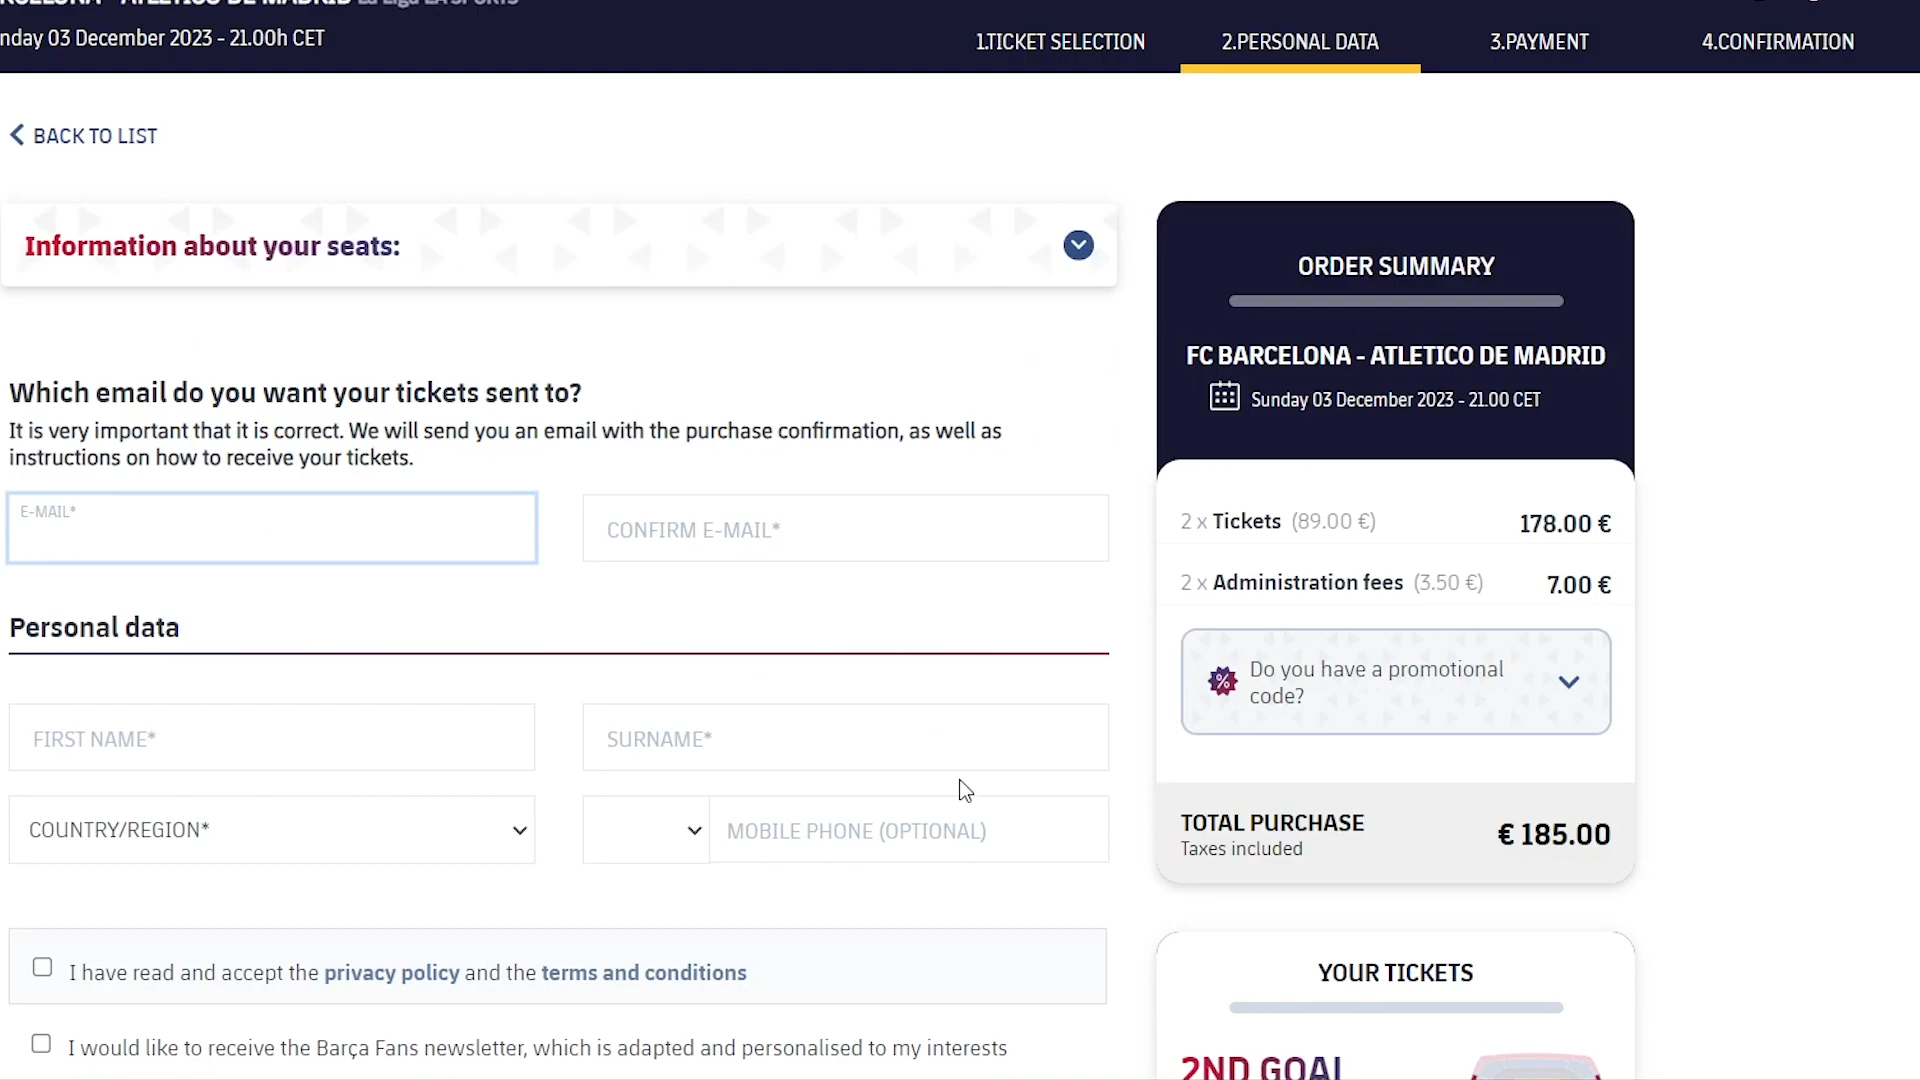 ATLETICO DE MADRID La Liga EA SPORTS
nday 03 December 2023 - 21.00h CET
1.TICKET SELECTION
2.PERSONAL DATA
3.PAYMENT
4.CONFIRMATION
BACK TO LIST
Information about your seats:
Which email do you want your tickets sent to?
It is very important that it is correct. We will send you an email with the purchase confirmation, as well as
instructions on how to receive your tickets.
E-MAIL*
CONFIRM E-MAIL*
Personal data
FIRST NAME*
SURNAME*
COUNTRY/REGION*
MOBILE PHONE (OPTIONAL)
I have read and accept the privacy policy and the terms and conditions
I would like to receive the Barça Fans newsletter, which is adapted and personalised to my interests
ORDER SUMMARY
FC BARCELONA - ATLETICO DE MADRID
Sunday 03 December 2023 - 21.00 CET
2 x Tickets (89.00 €) 178.00 €
2 x Administration fees (3.50 €) 7.00 €
%
Do you have a promotional
code?
TOTAL PURCHASE
Taxes included
€ 185.00
YOUR TICKETS
2ND GOAL